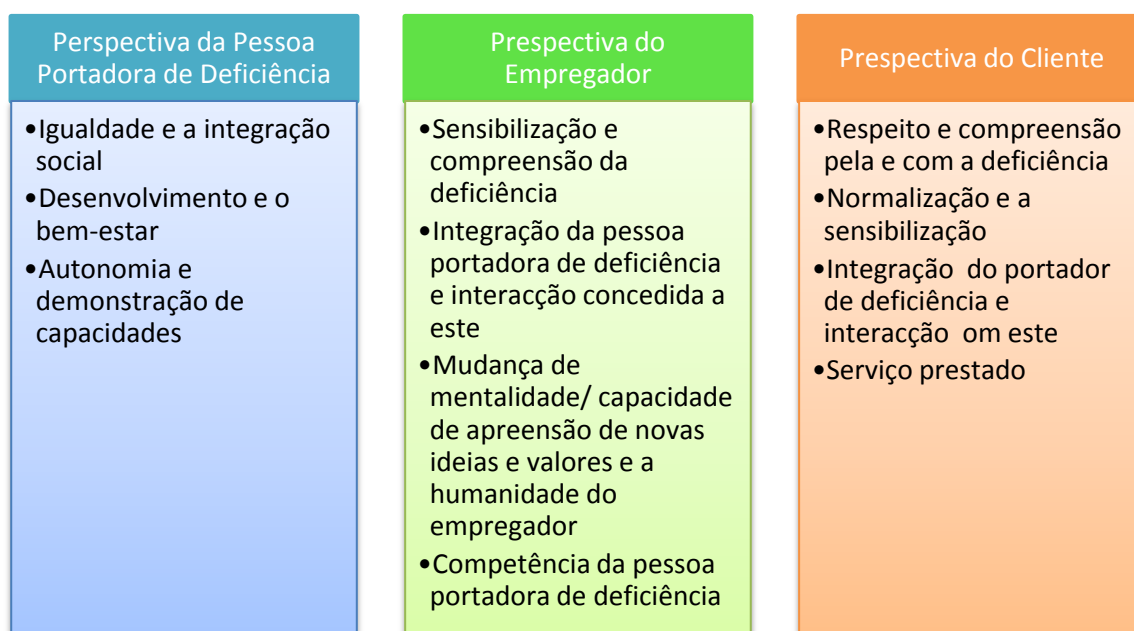 Perspectiva da Pessoa
Portadora de Deficiência
•Igualdade e a integração
social
•Desenvolvimento e o
bem-estar
•Autonomia e
demonstração de
capacidades
Prespectiva do
Empregador
•Sensibilização e
compreensão da
deficiência
•Integração da pessoa
portadora de deficiência
e interacção concedida a
este
•Mudança de
mentalidade/ capacidade
de apreensão de novas
ideias e valores e a
humanidade do
empregador
•Competência da pessoa
portadora de deficiência
Prespectiva do Cliente
•Respeito e compreensão
pela e com a deficiência
•Normalização e a
sensibilização
•Integração  do portador
de deficiência e
interacção  om este
•Serviço prestado